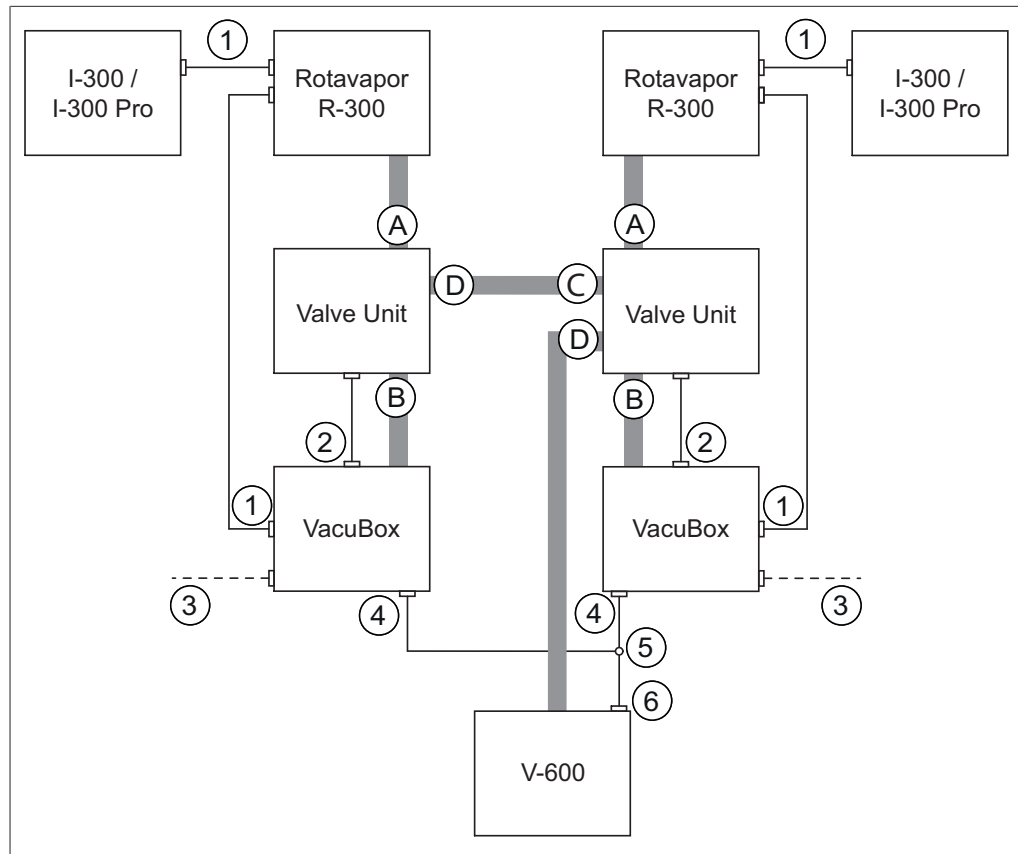 1
1
I-300 /
I-300 Pro
Rotavapor
R-300
Rotavapor
R-300
I-300 /
I-300 Pro
A
A
Valve Unit
D
C
Valve Unit
D
B
B
2
2
1
VacuBox
VacuBox
1
3
4
4
3
5
6
V-600